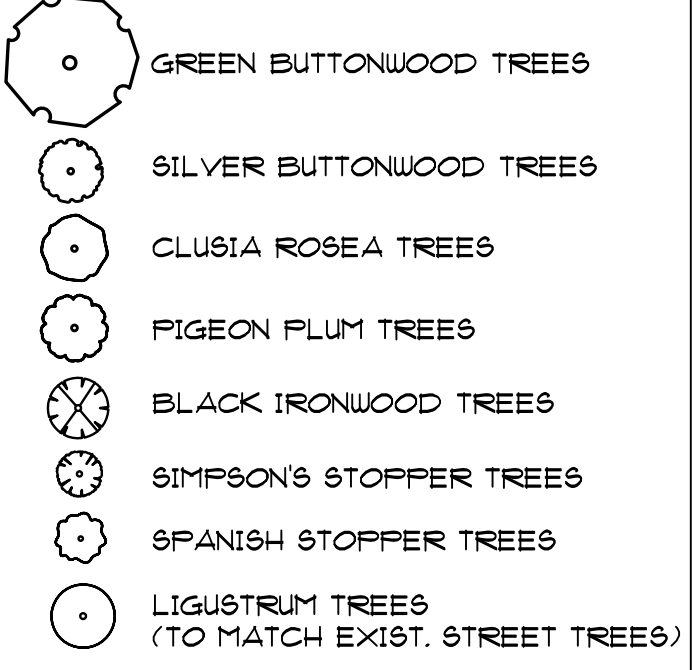 GREEN BUTTONWOOD TREES
SILVER BUTTONWOOD TREES
CLUSIA ROSEA TREES
PIGEON PLUM TREES
BLACK IRONWOOD TREES
SIMPSON'S STOPPER TREES
SPANISH STOPPER TREES
LIGUSTRUM TREES
(TO MATCH EXIST. STREET TREES)